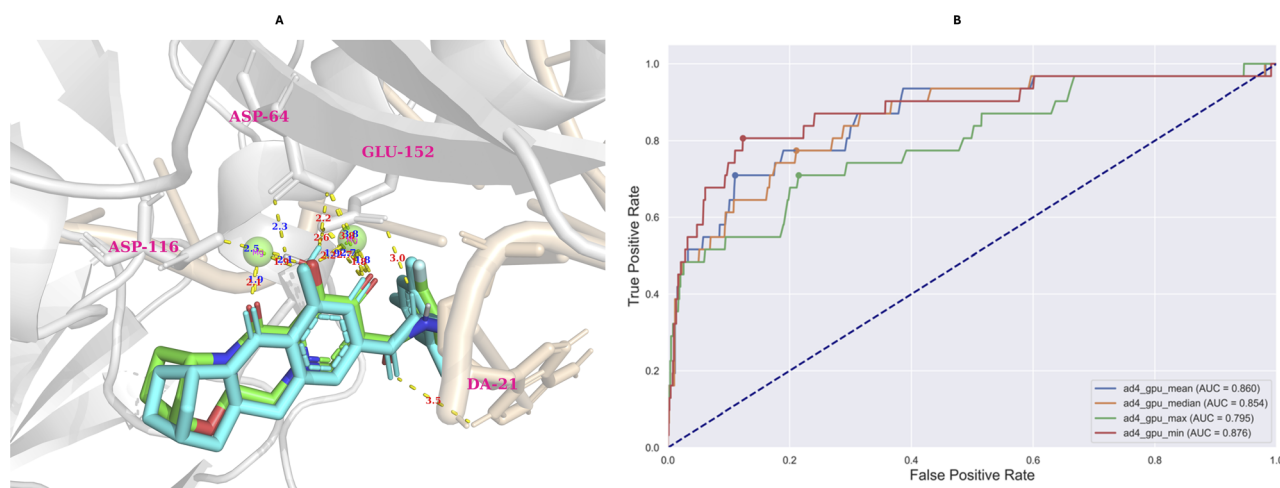 A
B
ASP-64
GLU-152
2.2
2.3
ASP-116
2.5
Mg
2.6
3.0
DA-21
3.5
True Positive Rate
1.0
0.8
0.6
0.4
0.2
0.0
0.0
0.2
0.4
0.6
0.8
1.0
False Positive Rate
ad4_gpu_mean (AUC = 0.860)
ad4_gpu_median (AUC = 0.854)
ad4_gpu_max (AUC = 0.795)
ad4_gpu_min (AUC = 0.876)